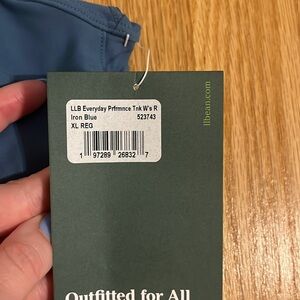 LLB Everyday Prfrmnce Tnk W's R
Iron Blue 523743
XL REG
1 97289 26832 7
llbean.com
Outfitted for All